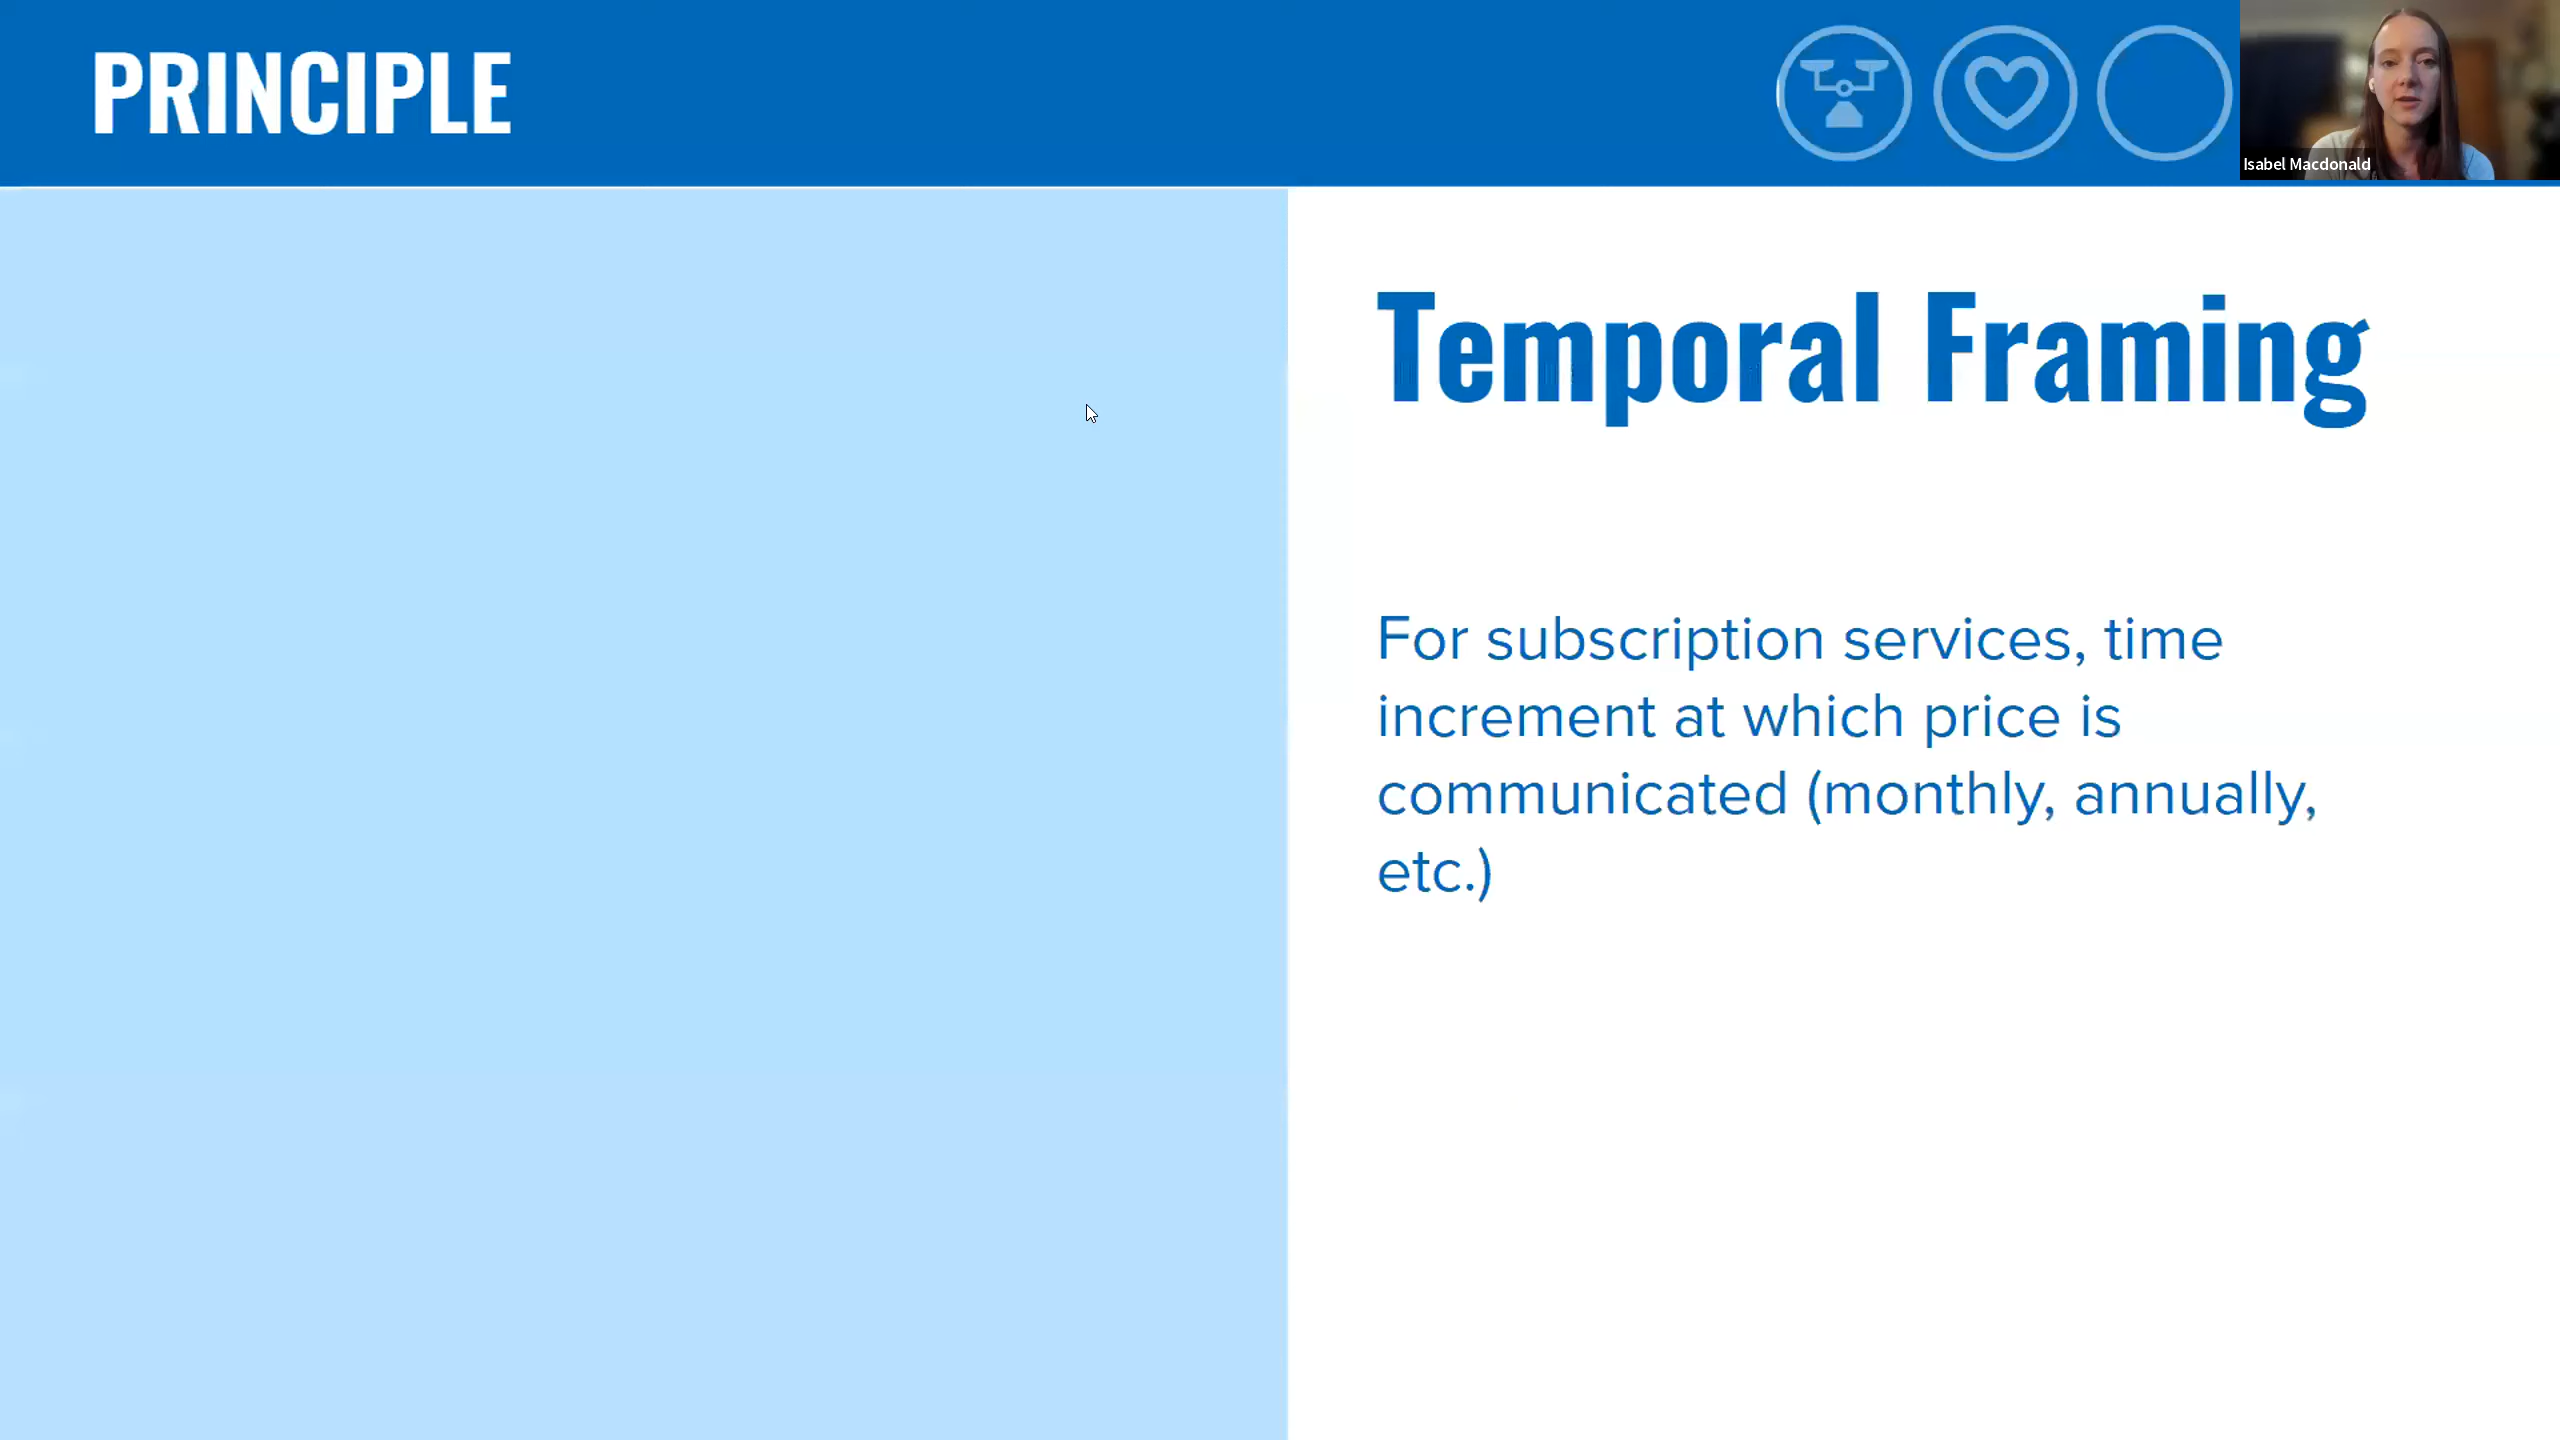 PRINCIPLE
Isabel Macdonald
Temporal Framing
For subscription services, time
increment at which price is
communicated (monthly, annually,
etc.)